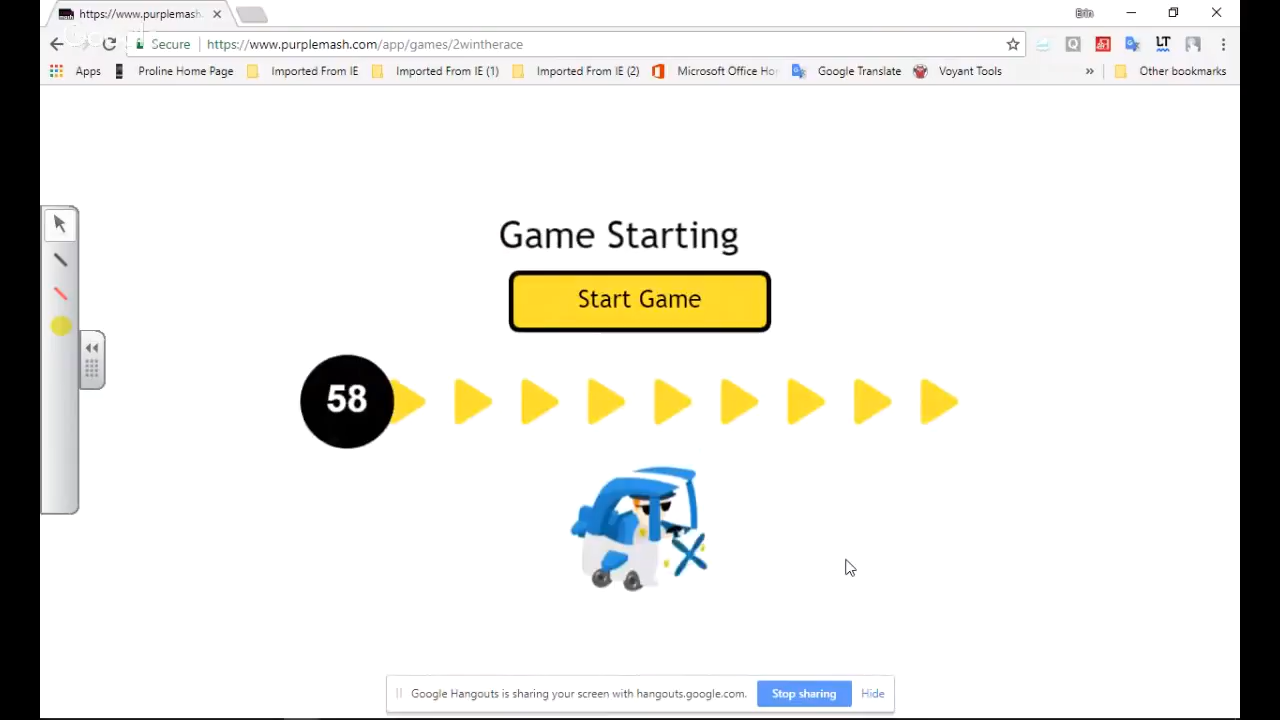 https://www.purplemash.
Erin
Secure
https://www.purplemash.com/app/games/2wintherace
LT
Apps
Proline Home Page
Imported From IE
Imported From IE (1)
Imported From IE (2)
Microsoft Office Hor
Google Translate
Voyant Tools
»
Other bookmarks
Game Starting
Start Game
58
Google Hangouts is sharing your screen with hangouts.google.com.
Stop sharing
Hide